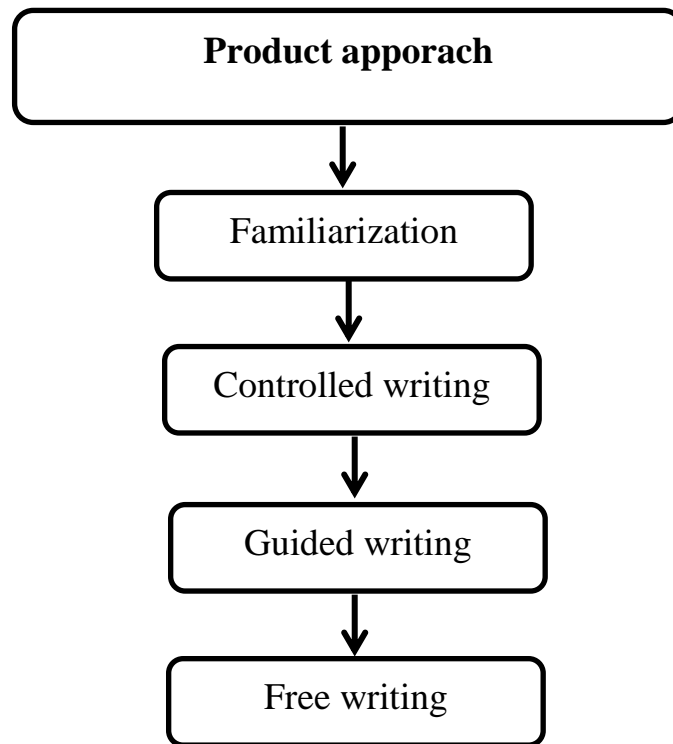 Product apporach
Familiarization
Controlled writing
Guided writing
Free writing